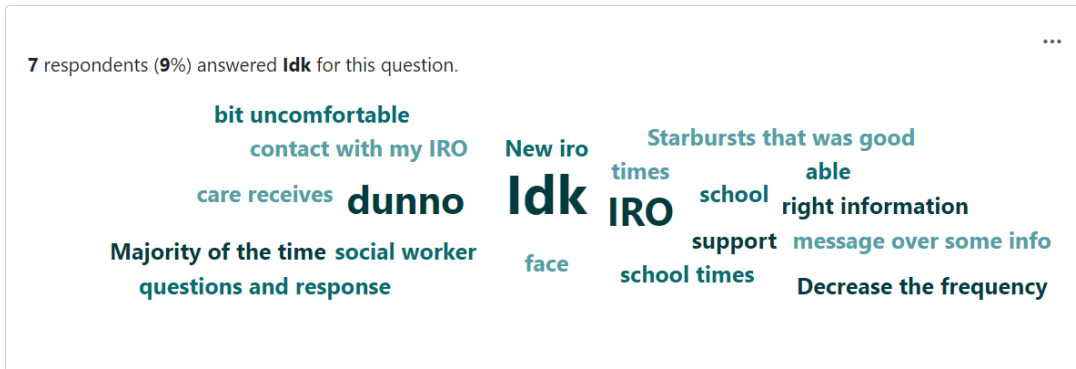 7 respondents (9%) answered Idk for this question.
bit uncomfortable
contact with my IRO
New iro
Starbursts that was good
times
able
care receives
dunno
Idk
IRO
school
right information
Majority of the time
social worker
support
message over some info
face
school times
questions and response
Decrease the frequency